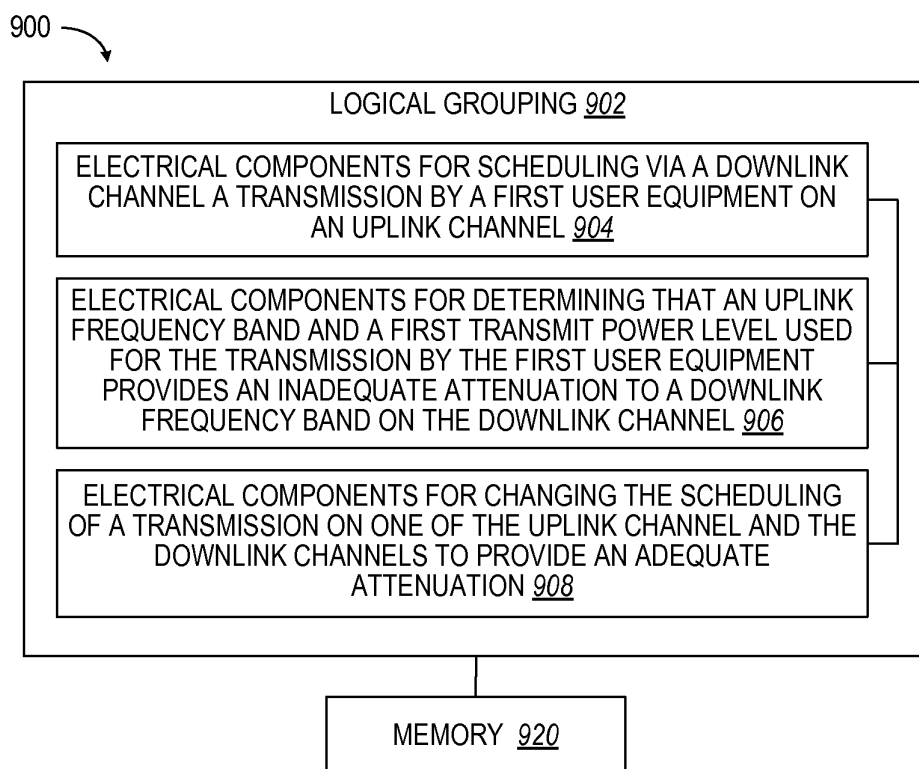 900
LOGICAL GROUPING 902
ELECTRICAL COMPONENTS FOR SCHEDULING VIA A DOWNLINK
CHANNEL A TRANSMISSION BY A FIRST USER EQUIPMENT ON
AN UPLINK CHANNEL 904
ELECTRICAL COMPONENTS FOR DETERMINING THAT AN UPLINK
FREQUENCY BAND AND A FIRST TRANSMIT POWER LEVEL USED
FOR THE TRANSMISSION BY THE FIRST USER EQUIPMENT
PROVIDES AN INADEQUATE ATTENUATION TO A DOWNLINK
FREQUENCY BAND ON THE DOWNLINK CHANNEL 906
ELECTRICAL COMPONENTS FOR CHANGING THE SCHEDULING
OF A TRANSMISSION ON ONE OF THE UPLINK CHANNEL AND THE
DOWNLINK CHANNELS TO PROVIDE AN ADEQUATE
ATTENUATION 908
MEMORY 920